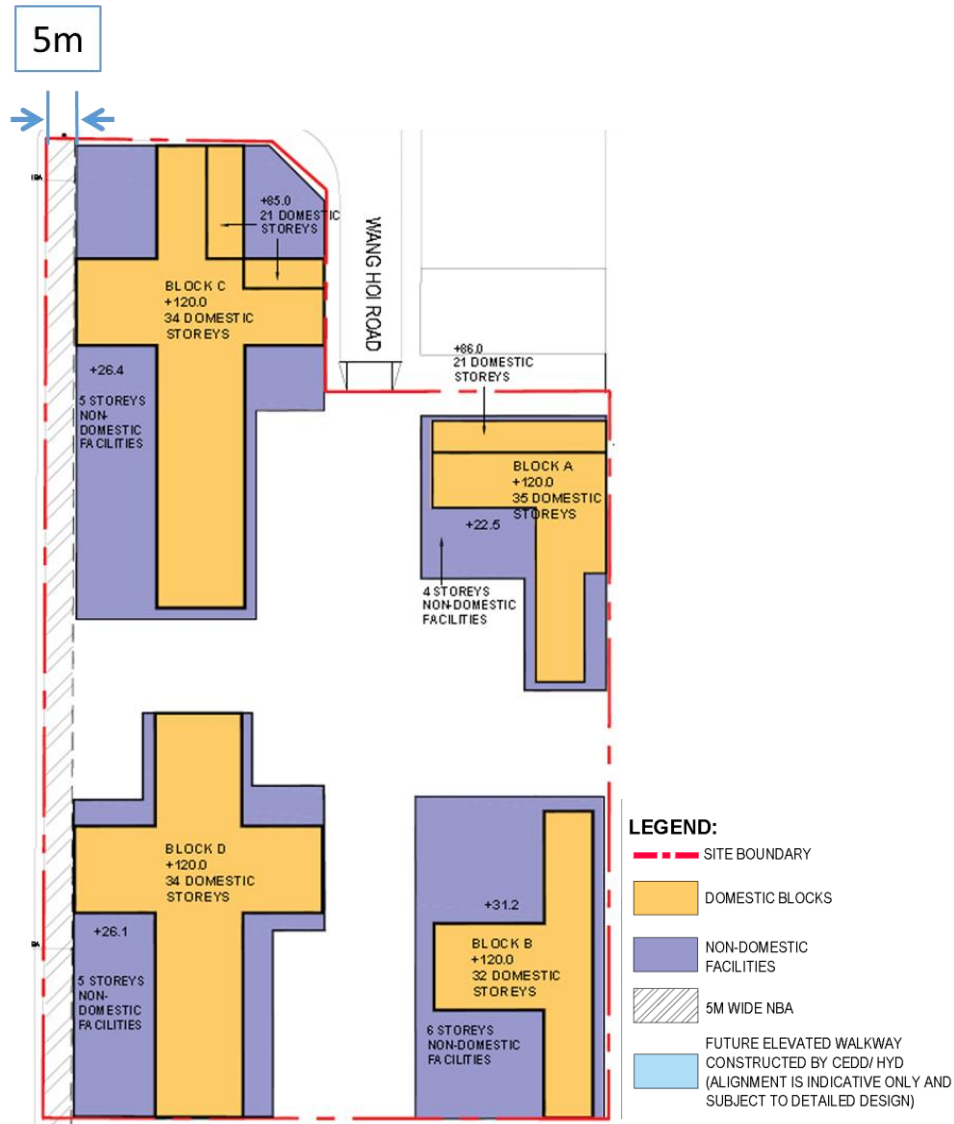 5m
+85.0
21 DOMESTIC
STOREYS
WANG HOI ROAD
BLOCK C
+120.0
34 DOMESTIC
STOREYS
+26.4
5 STOREYS
NON-
DOMESTIC
FACILITIES
+86.0
21 DOMESTIC
STOREYS
BLOCK A
+120.0
35 DOMESTIC
STOREYS
+22.5
4 STOREYS
NON-DOMESTIC
FACILITIES
BLOCK D
+120.0
34 DOMESTIC
STOREYS
+26.1
5 STOREYS
NON-
DOMESTIC
FACILITIES
+31.2
BLOCK B
+120.0
32 DOMESTIC
STOREYS
6 STOREYS
NON-DOMESTIC
FACILITIES
LEGEND:
SITE BOUNDARY
DOMESTIC BLOCKS
NON-DOMESTIC
FACILITIES
5M WIDE NBA
FUTURE ELEVATED WALKWAY
CONSTRUCTED BY CEDD/ HYD
(ALIGNMENT IS INDICATIVE ONLY AND
SUBJECT TO DETAILED DESIGN)